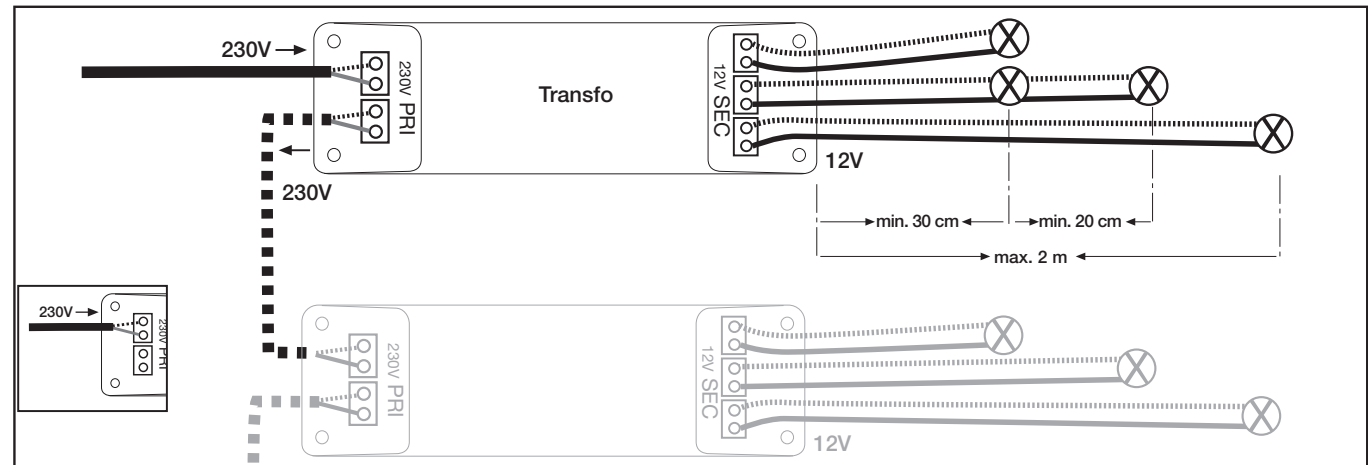 230V
230V PRI
Transfo
12V SEC
12V
230V
min. 30 cm
min. 20 cm
max. 2 m
230V
230V PRI
230V PRI
12V SEC
12V